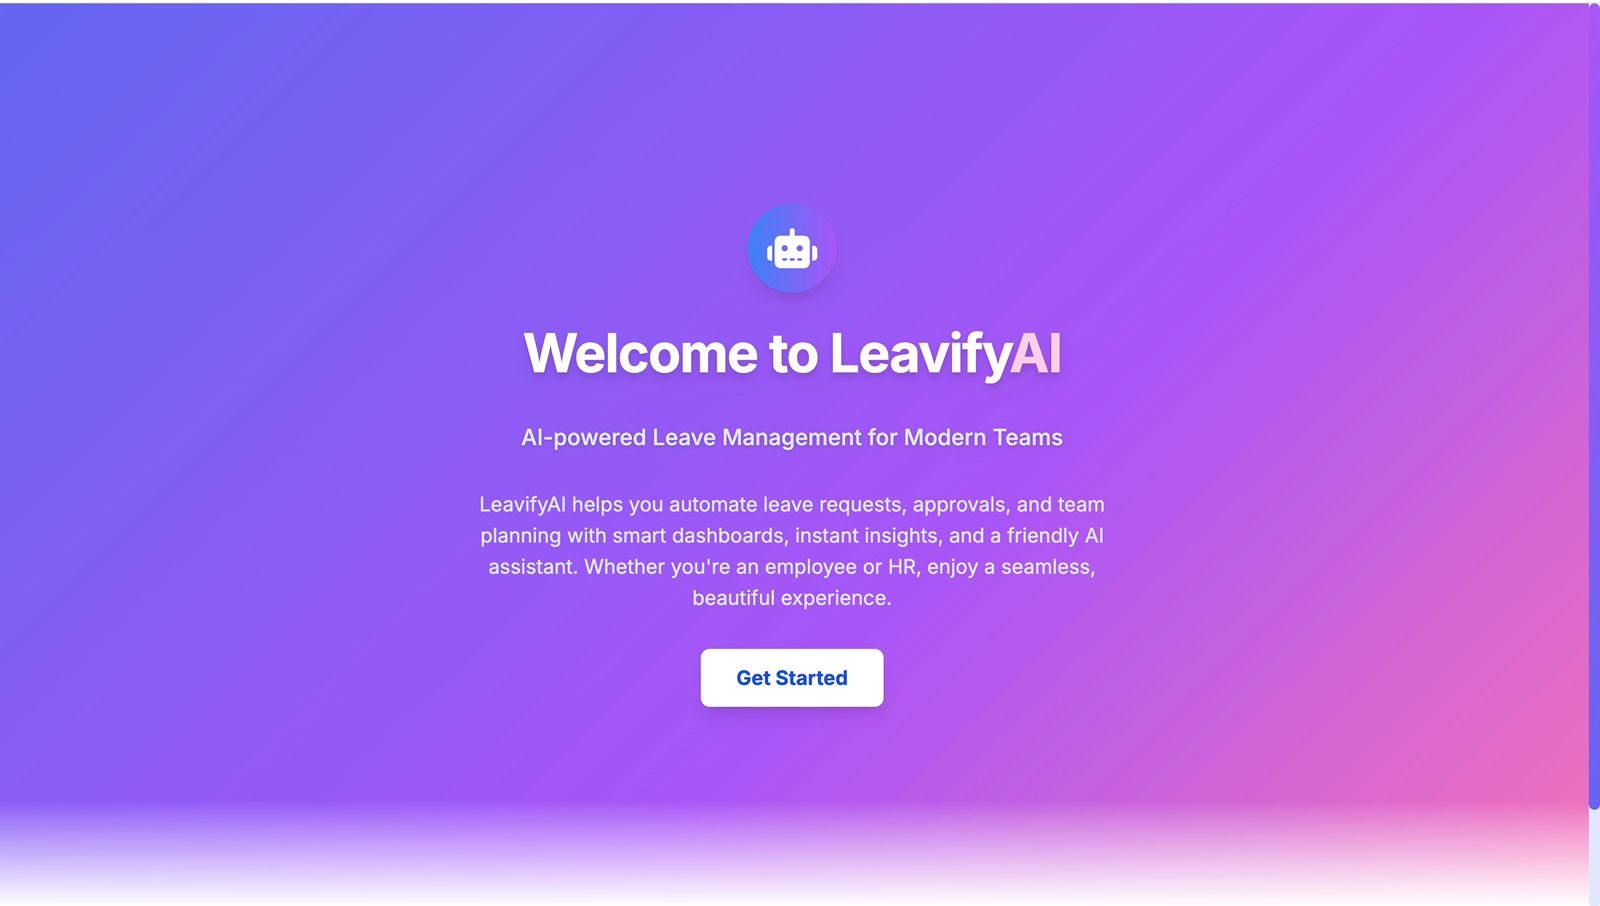 Welcome to LeavifyAI
AI-powered Leave Management for Modern Teams
LeavifyAI helps you automate leave requests, approvals, and team
planning with smart dashboards, instant insights, and a friendly AI
assistant. Whether you're an employee or HR, enjoy a seamless,
beautiful experience.
Get Started